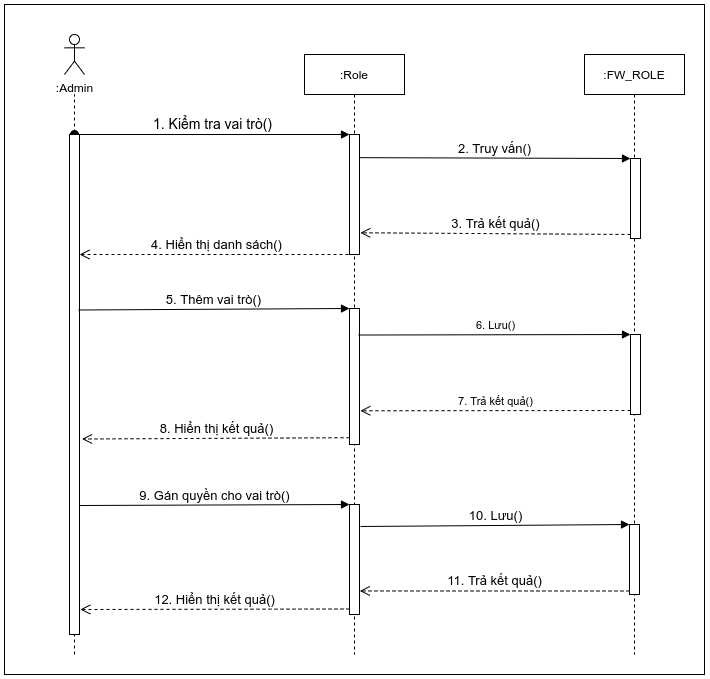 :Admin
:Role
:FW_ROLE
1. Kiểm tra vai trò()
2. Truy vấn()
3. Trả kết quả()
4. Hiển thị danh sách()
5. Thêm vai trò()
6. Lưu()
7. Trả kết quả()
8. Hiển thị kết quả()
9. Gán quyền cho vai trò()
10. Lưu()
11. Trả kết quả()
12. Hiển thị kết quả()